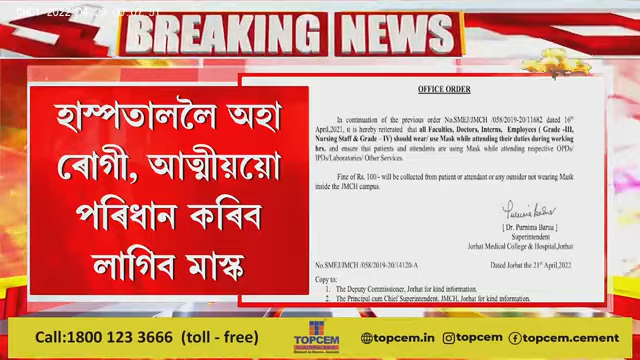 BREAKING NEWS
হাস্পতাললৈ অহা
ৰোগী, আত্মীয়য়ো
পৰিধান কৰিব
লাগিব মাস্ক
OFFICE ORDER
In continuation of the previous order No.SMEJ/JMCH /058/2019-20/11682 dated 16th
April,2021, it is hereby reiterated that all Faculties, Doctors, Interns, Employees ( Grade -III,
Nursing Staff & Grade - IV) should wear/ use Mask while attending their duties during working
hrs. and ensure that patients and attendants are using Mask while attending respective OPDs/
IPDs/Laboratories/ Other Services.
Fine of Rs. 100/- will be collected from patient or attendant or any outsider not wearing Mask
inside the JMCH campus.
[ Dr. Purnima Barua ]
Superintendent
Jorhat Medical College & Hospital,Jorhat
No.SMEJ/JMCH /058/2019-20/14120-A
Dated Jorhat the 21st April,2022
Copy to:
1. The Deputy Commissioner, Jorhat for kind information.
2. The Principal cum Chief Superintendent, JMCH, Jorhat for kind information.
Call:1800 123 3666 (toll - free)
TOPCEM
topcem.in
topcem
topcem.cement